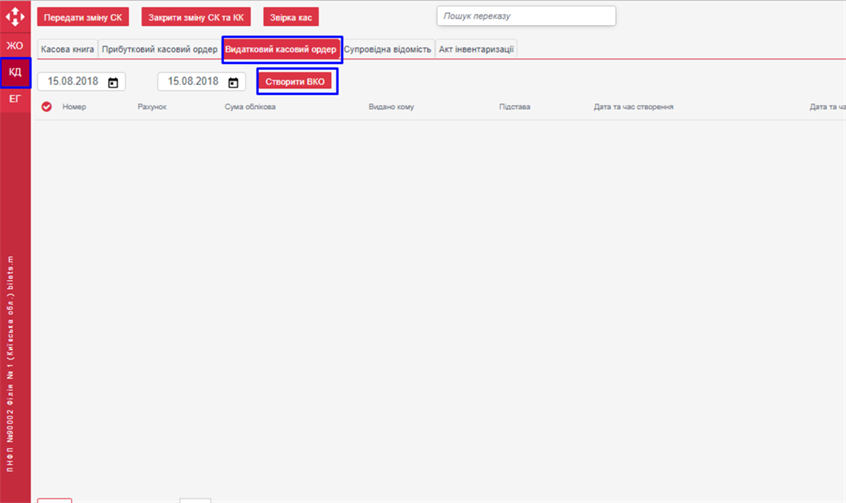 Передати зміну СК
Закрити зміну СК та КК
Звірка кас
Пошук переказу
ЖО
КД
ЕГ
Касова книга
Прибутковий касовий ордер
Видатковий касовий ордер
Супровідна відомість
Акт інвентаризації
15.08.2018
15.08.2018
Створити ВКО
Номер
Рахунок
Сума облікова
Видано кому
Підстава
Дата та час створення
Дата та ча
ПНФП №90002 Філія № 1 (Київська обл.) bilets.m